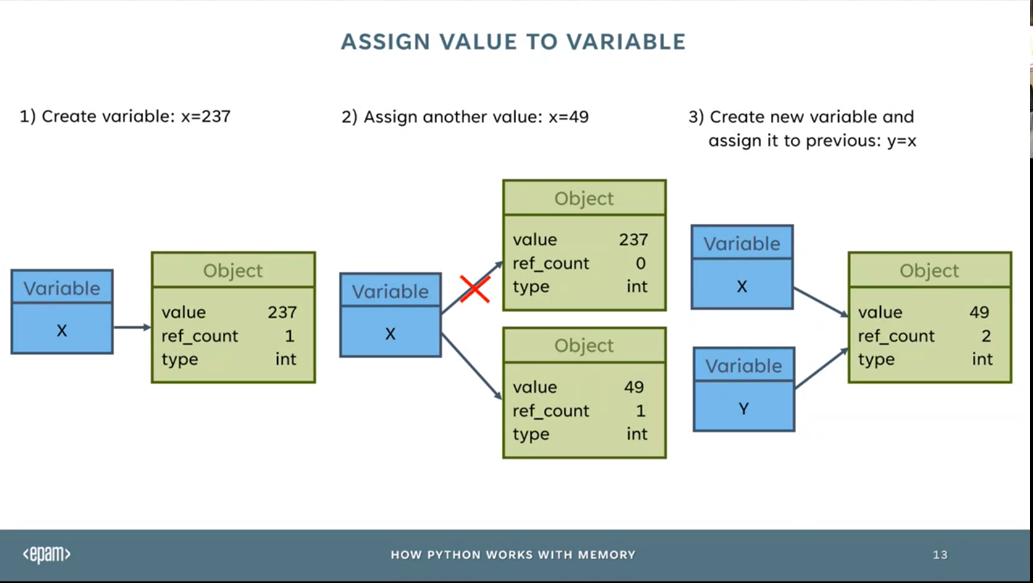 ASSIGN VALUE TO VARIABLE
1) Create variable: x=237
Variable
X
Object
value 237
ref_count 1
type int
2) Assign another value: x=49
Variable
X
Object
value 237
ref_count 0
type int
Object
value 49
ref_count 1
type int
3) Create new variable and
assign it to previous: y=x
Variable
X
Variable
Y
Object
value 49
ref_count 2
type int
<epam>
HOW PYTHON WORKS WITH MEMORY
13